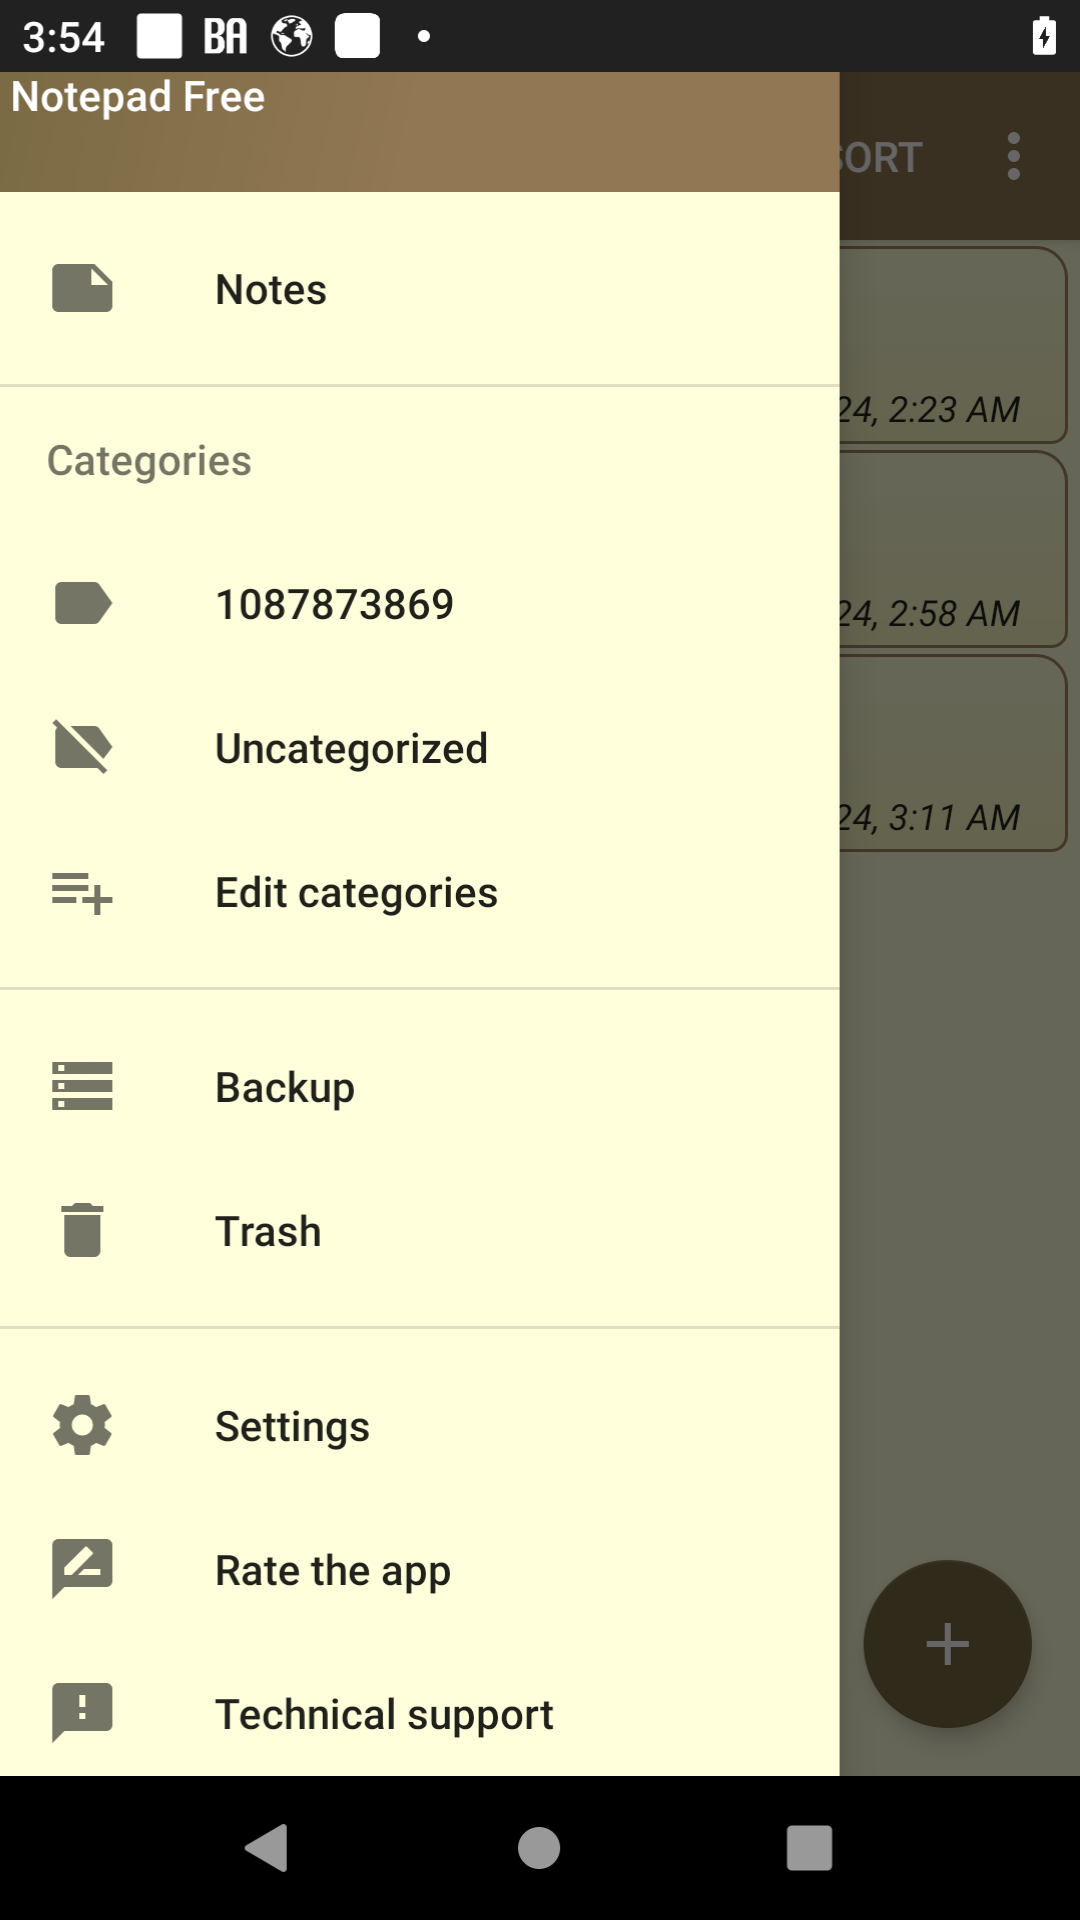 3:54 BA
Notepad Free
SORT
Notes
24, 2:23 AM
Categories
1087873869
24, 2:58 AM
Uncategorized
24, 3:11 AM
Edit categories
Backup
Trash
Settings
Rate the app
Technical support